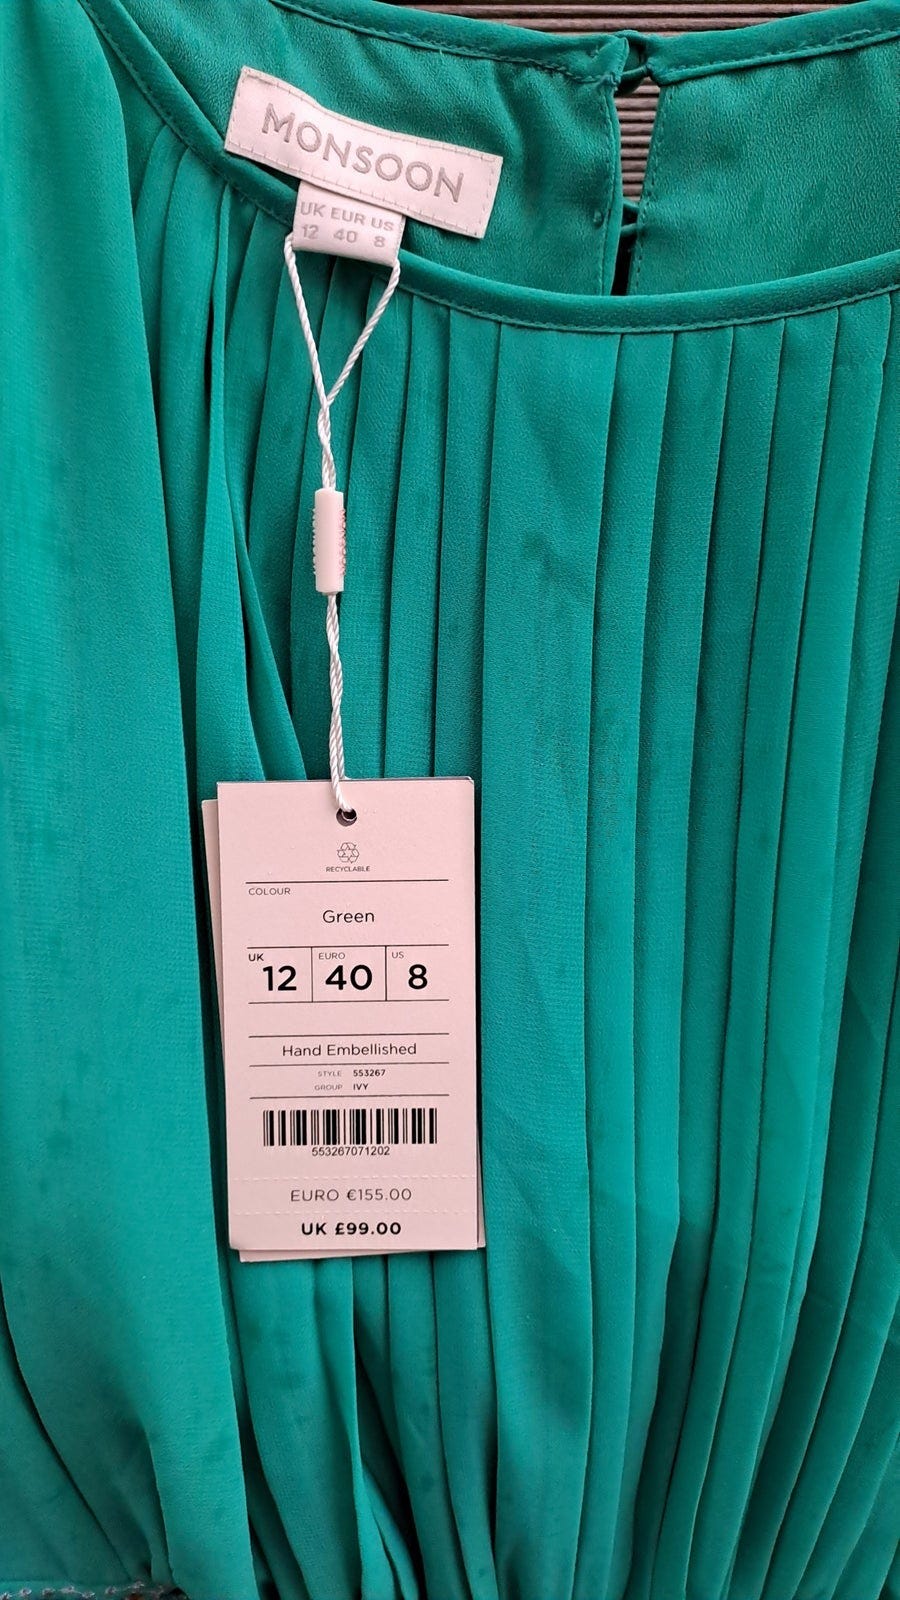 MONSOON
UK EUR US
12 40 8
RECYCLABLE
COLOUR
Green
UK EURO US
12 40 8
Hand Embellished
STYLE 553267
GROUP IVY
553267071202
EURO €155.00
UK £99.00